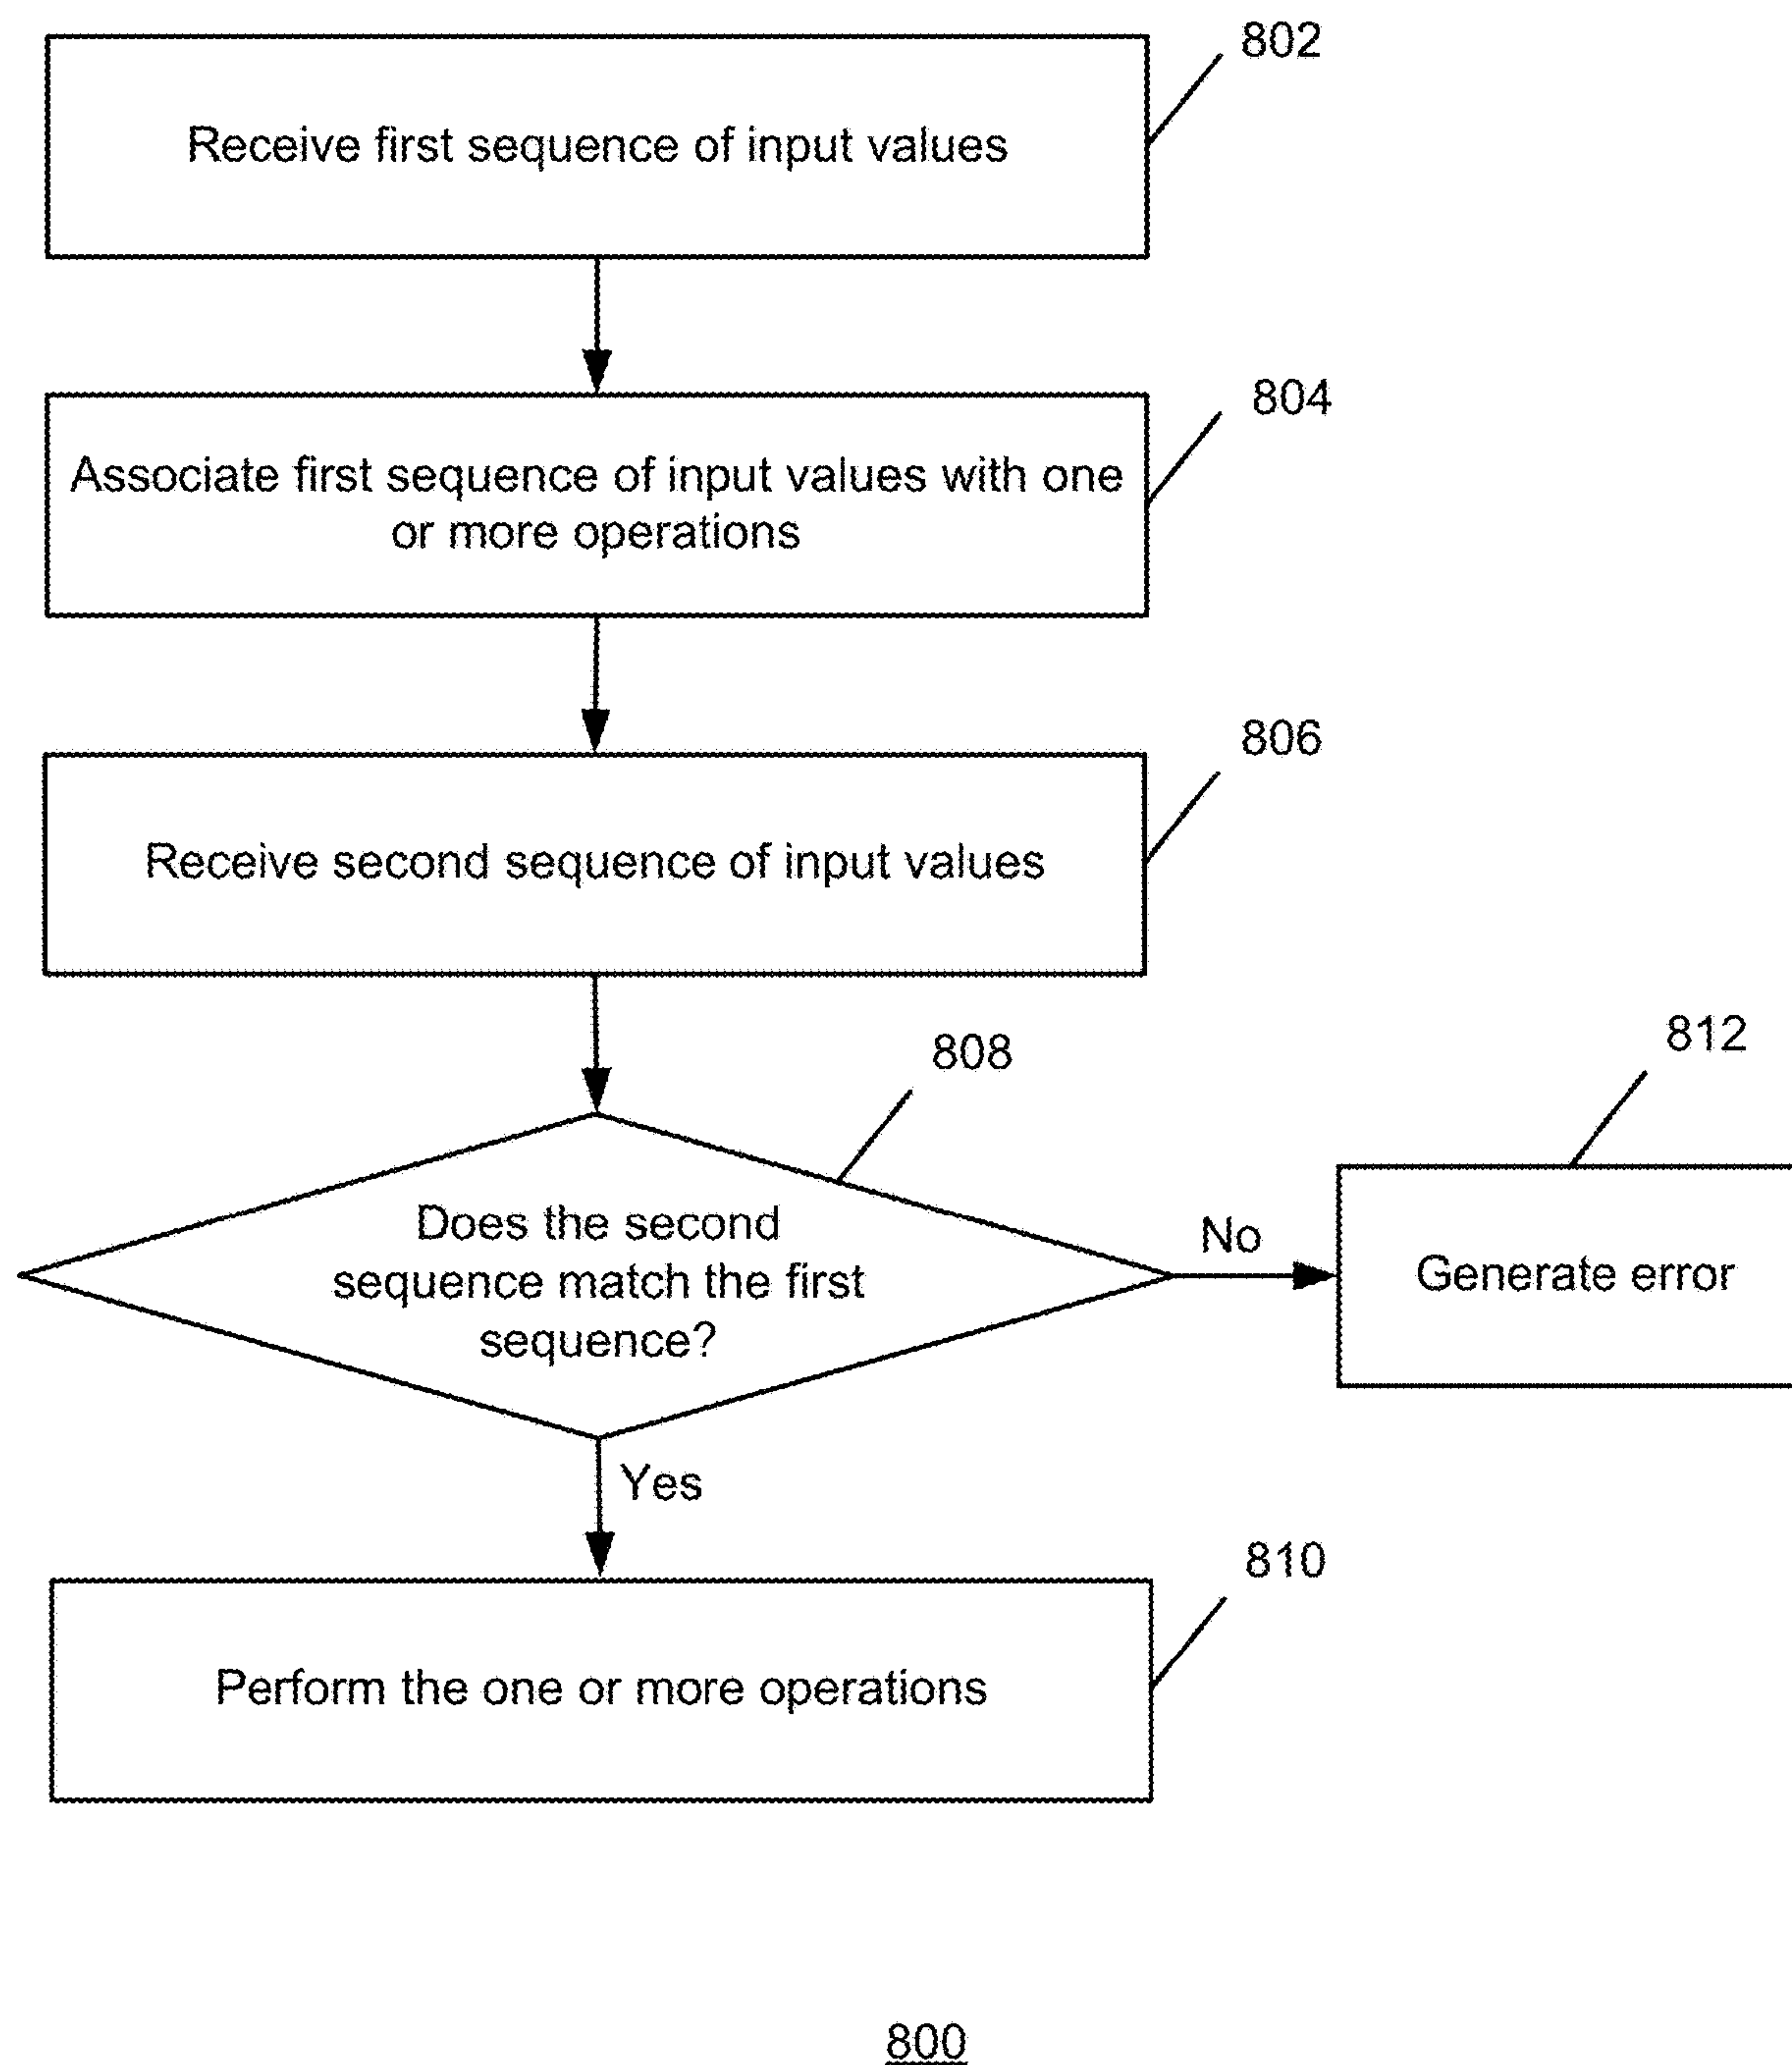 802
Receive first sequence of input values
804
Associate first sequence of input values with one
or more operations
806
Receive second sequence of input values
808
812
Does the second
sequence match the first
sequence?
No
Generate error
Yes
810
Perform the one or more operations
800